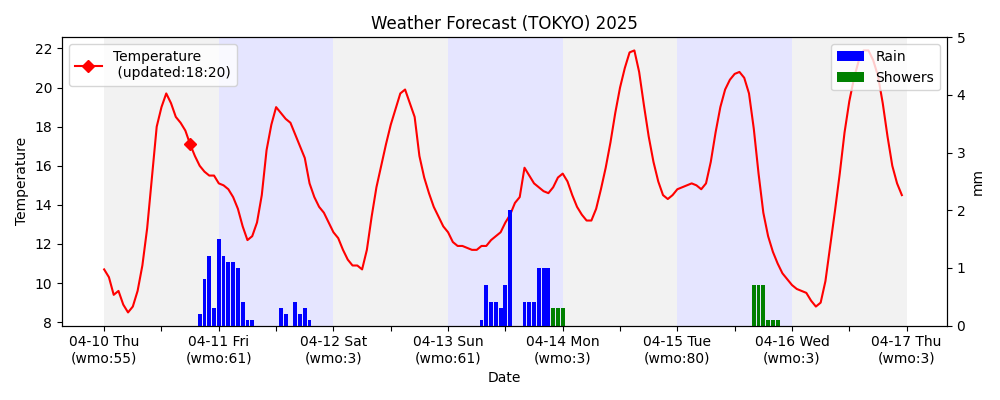 Weather Forecast (TOKYO) 2025
Temperature
(updated:18:20)
Rain
Showers
22
20
18
16
14
12
10
8
Temperature
5
4
3
2
1
0
mm
04-10 Thu
(wmo:55)
04-11 Fri
(wmo:61)
04-12 Sat
(wmo:3)
04-13 Sun
(wmo:61)
04-14 Mon
(wmo:3)
04-15 Tue
(wmo:80)
04-16 Wed
(wmo:3)
04-17 Thu
(wmo:3)
Date